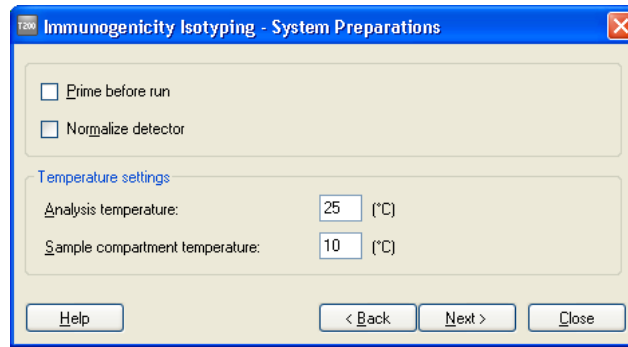 T200 Immunogenicity Isotyping - System Preparations
Prime before run
Normalize detector
Temperature settings
Analysis temperature: 25 (°C)
Sample compartment temperature: 10 (°C)
Help < Back Next > Close